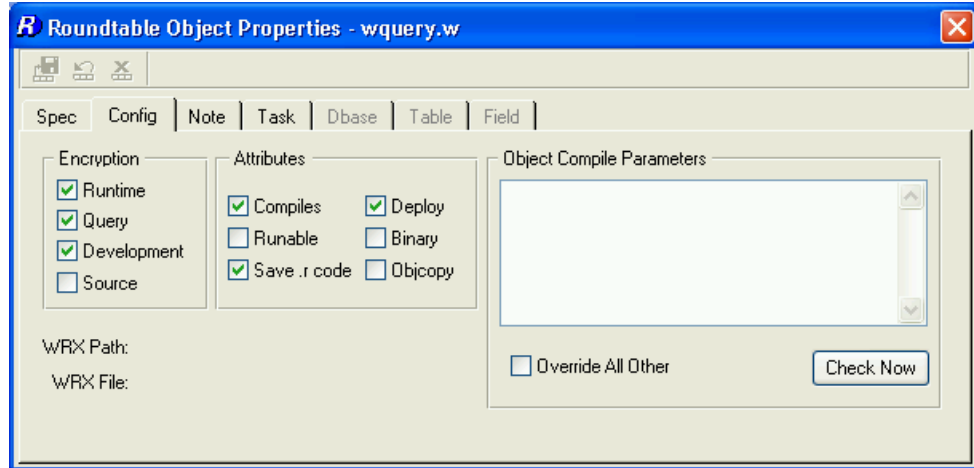 R Roundtable Object Properties - wquery.w
Spec Config Note Task Dbase Table Field
Encryption
Runtime
Query
Development
Source
Attributes
Compiles Deploy
Runable Binary
Save .r code Objcopy
Object Compile Parameters
Override All Other Check Now
WRX Path:
WRX File: